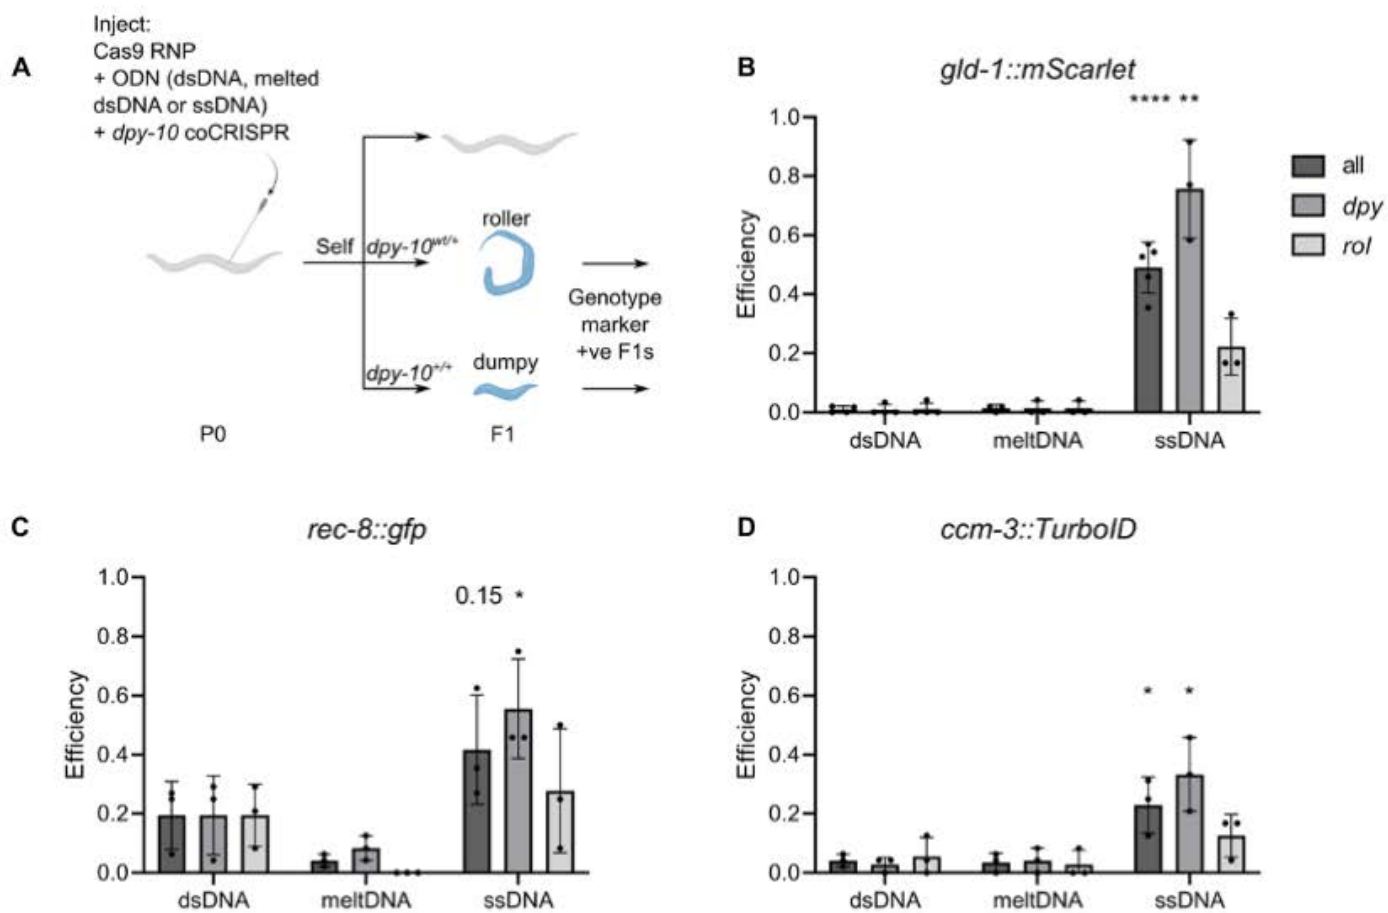 A
Inject:
Cas9 RNP
+ ODN (dsDNA, melted
dsDNA or ssDNA)
+ dpy-10 coCRISPR
Self
dpy-10wt/+
dpy-10+/+
roller
dumpy
Genotype
marker
+ve F1s
P0
F1
B
gld-1::mScarlet
**** **
Efficiency
1.0
0.8
0.6
0.4
0.2
0.0
dsDNA
meltDNA
ssDNA
all
dpy
rol
C
rec-8::gfp
0.15 *
Efficiency
1.0
0.8
0.6
0.4
0.2
0.0
dsDNA
meltDNA
ssDNA
D
ccm-3::TurboID
* *
Efficiency
1.0
0.8
0.6
0.4
0.2
0.0
dsDNA
meltDNA
ssDNA